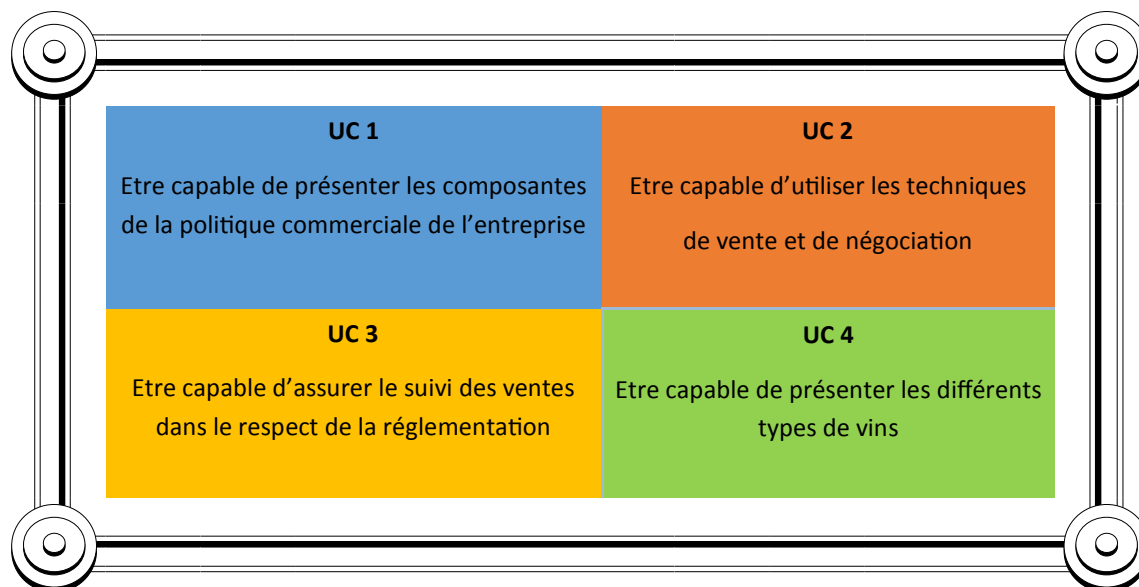 UC 1
Etre capable de présenter les composantes
de la politique commerciale de l’entreprise
UC 2
Etre capable d’utiliser les techniques
de vente et de négociation
UC 3
Etre capable d’assurer le suivi des ventes
dans le respect de la réglementation
UC 4
Etre capable de présenter les différents
types de vins